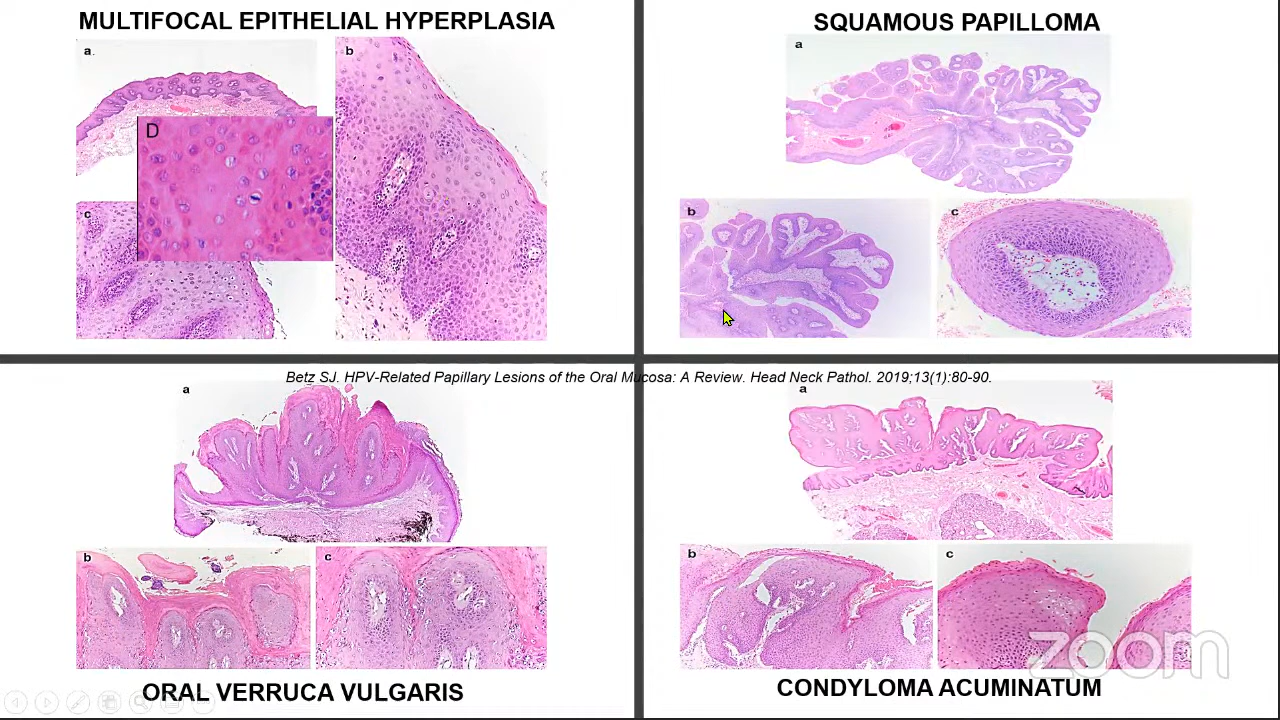 MULTIFOCAL EPITHELIAL HYPERPLASIA
a.
b
D
c
SQUAMOUS PAPILLOMA
a
b
c
Betz SJ. HPV-Related Papillary Lesions of the Oral Mucosa: A Review. Head Neck Pathol. 2019;13(1):80-90.
a
b
c
ORAL VERRUCA VULGARIS
a
b
c
CONDYLOMA ACUMINATUM
zoom